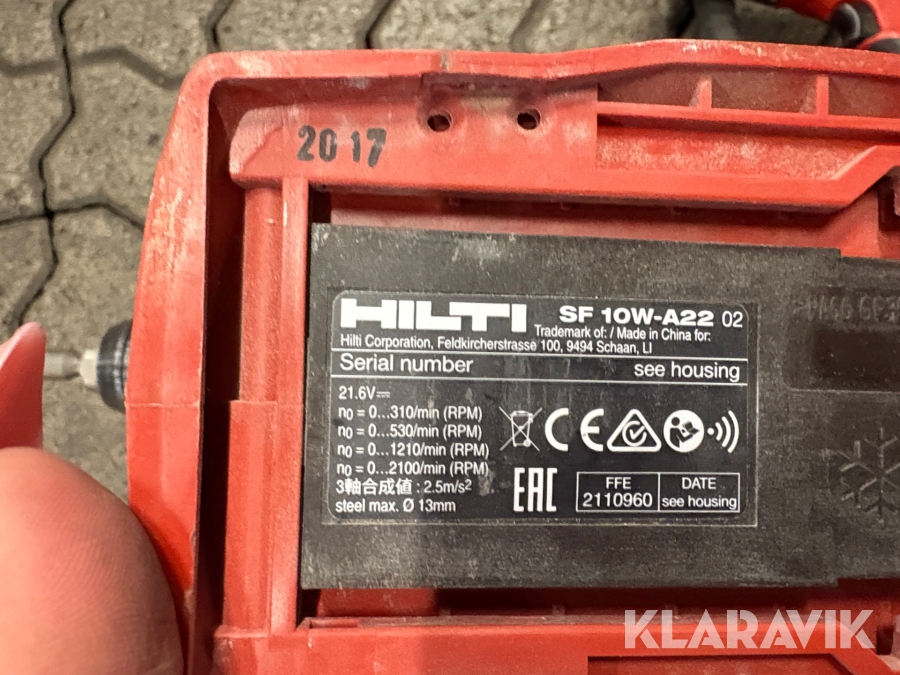 2017
HILTI SF 10W-A22 02
Trademark of: / Made in China for:
Hilti Corporation, Feldkircherstrasse 100, 9494 Schaan, LI
Serial number see housing
21.6V⎓
n0 = 0...310/min (RPM)
n0 = 0...530/min (RPM)
n0 = 0...1210/min (RPM)
n0 = 0...2100/min (RPM)
3軸合成値 : 2.5m/s²
steel max. Ø 13mm
CE
EAC
FFE
2110960
DATE
see housing
KLARAVIK